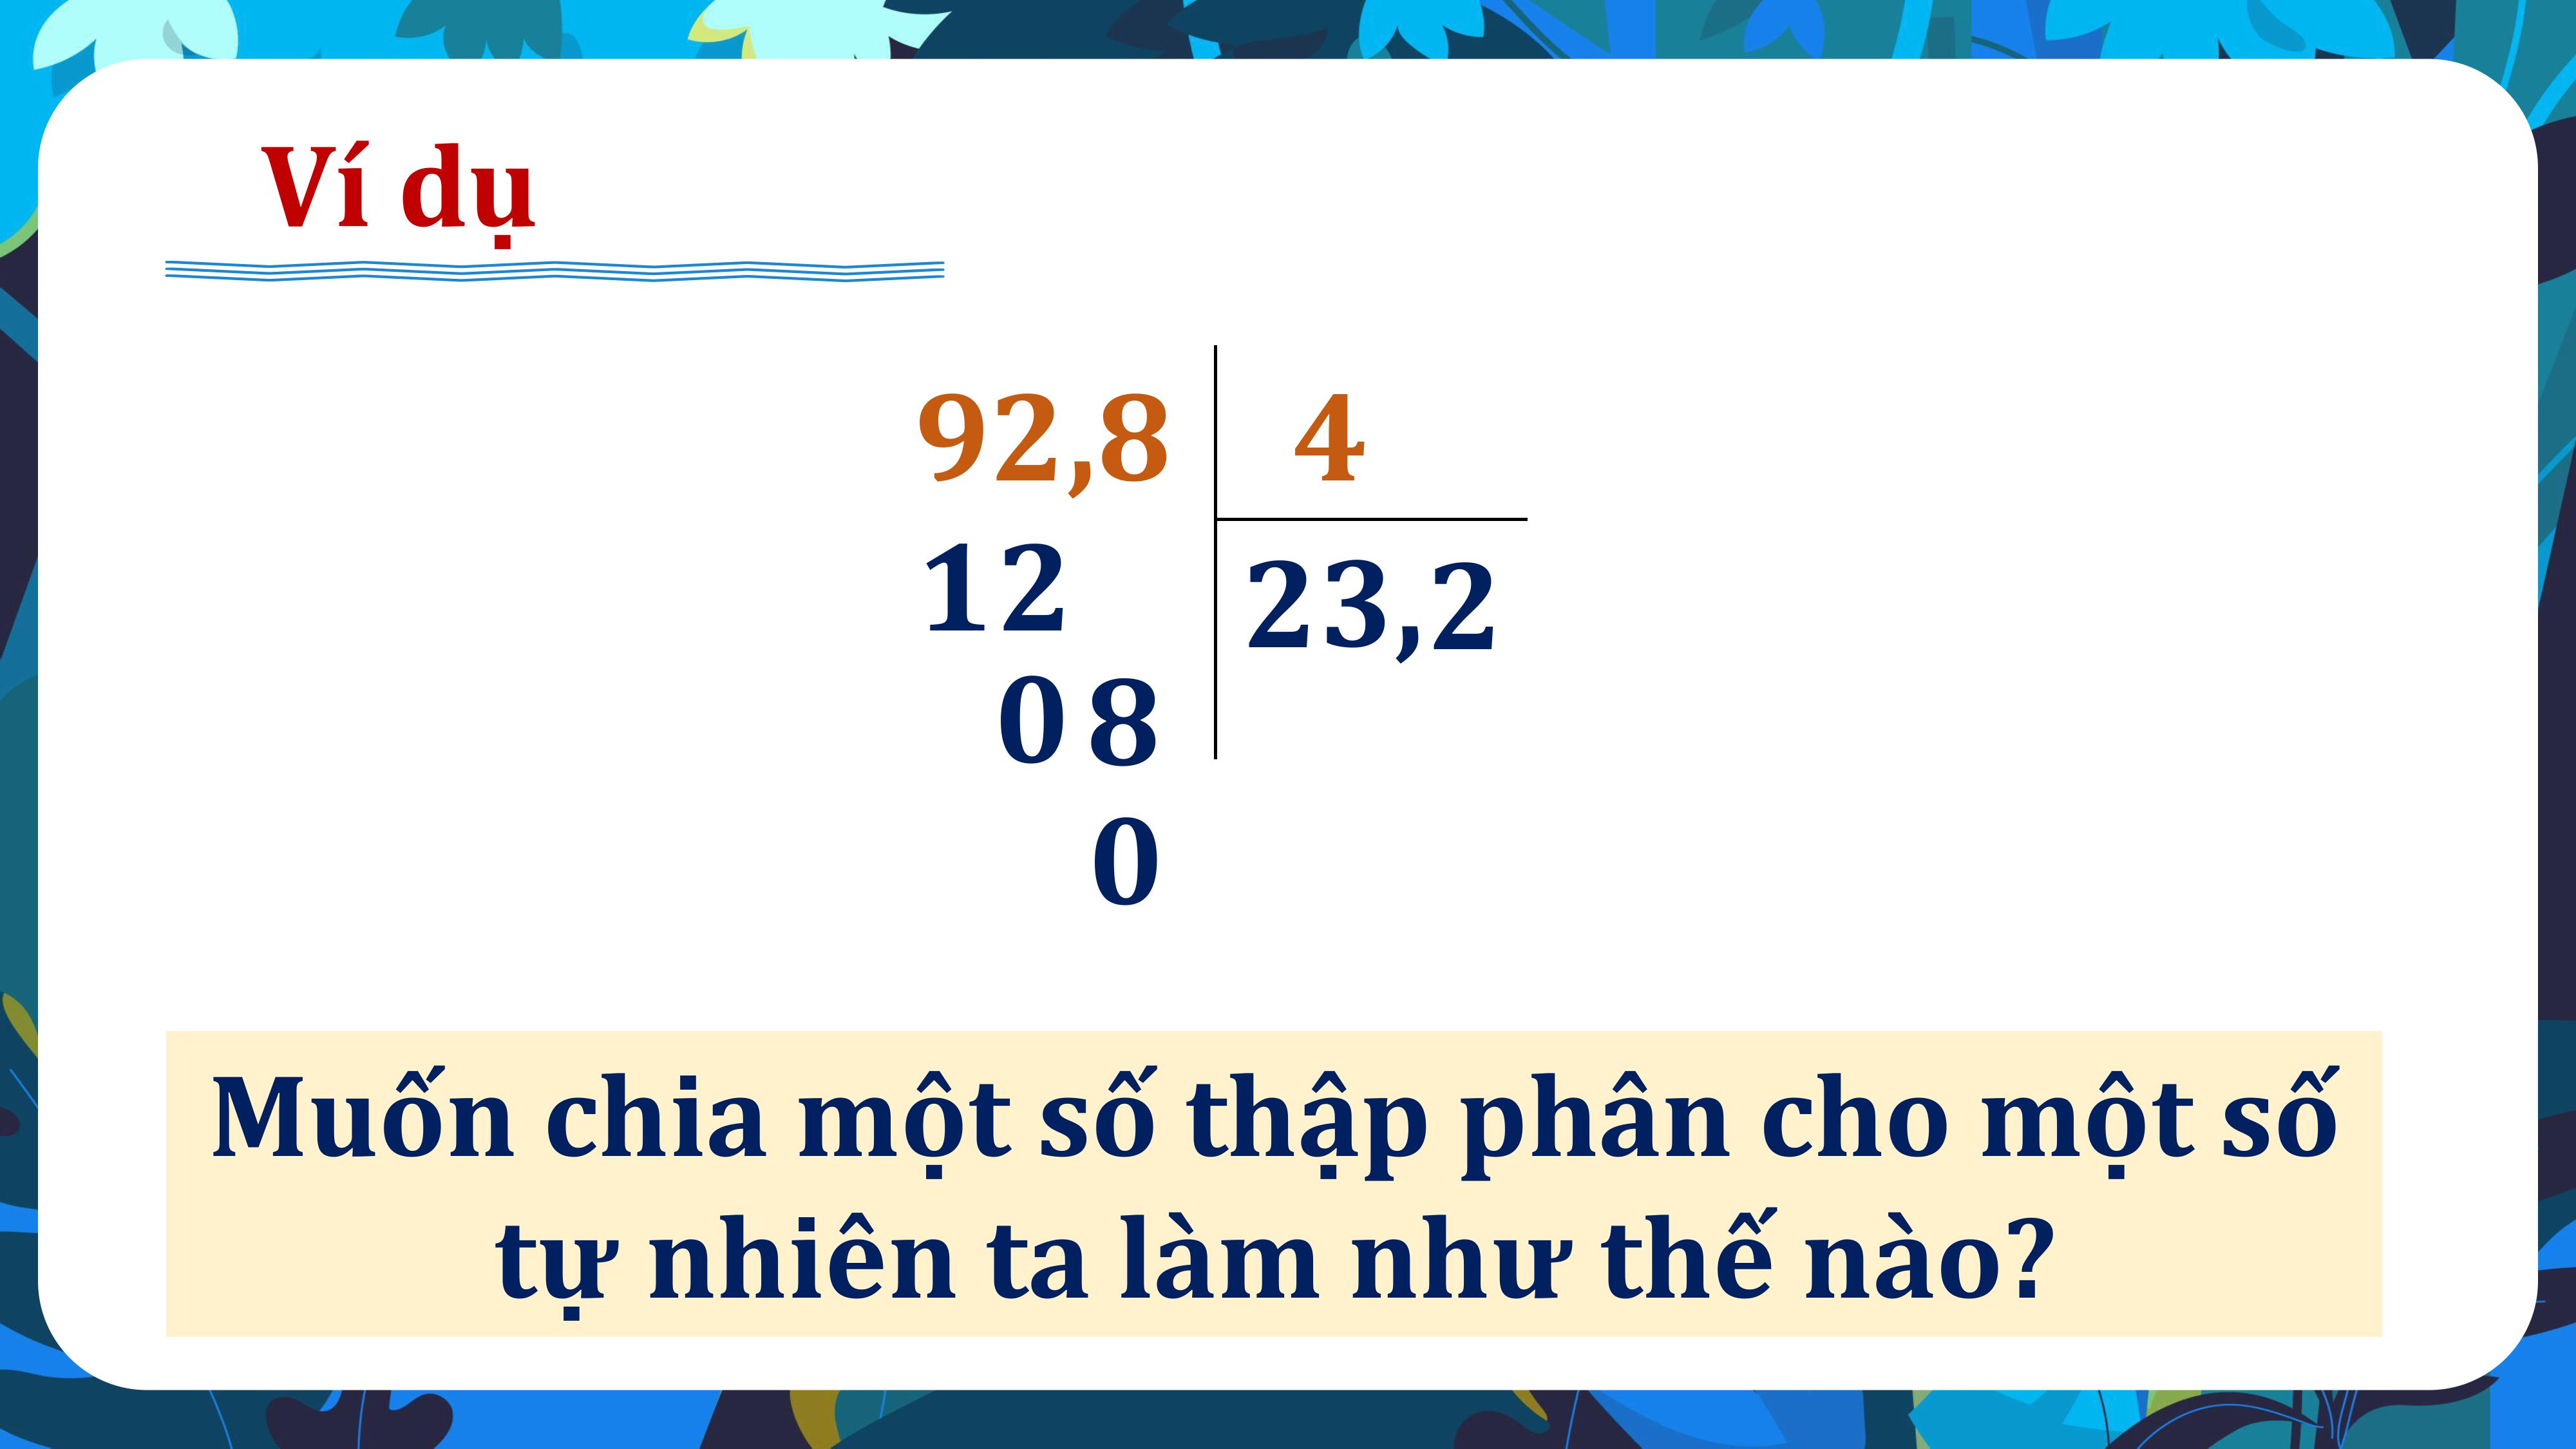 Ví dụ
92,8 4
12 23,2
08
0
Muốn chia một số thập phân cho một số
tự nhiên ta làm như thế nào?